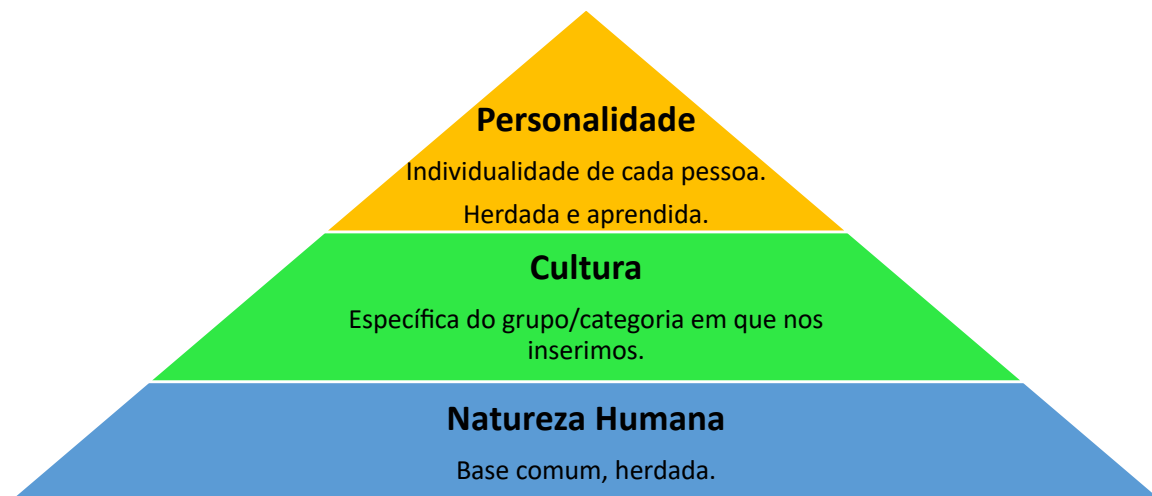 Personalidade
Individualidade de cada pessoa.
Herdada e aprendida.
Cultura
Específica do grupo/categoria em que nos
inserimos.
Natureza Humana
Base comum, herdada.